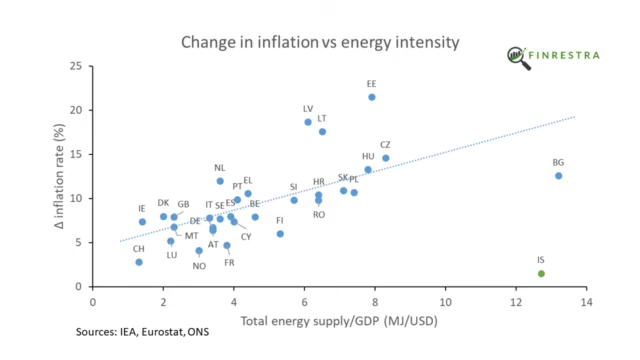 Change in inflation vs energy intensity
FINRESTRA
25
20
15
10
5
0
Δ inflation rate (%)
EE
LV
LT
CZ
HU
BG
NL
EL
PT
SK
PL
HR
SI
RO
IE
DK
GB
IT
SE
ES
BE
DE
MT
AT
CY
FI
CH
LU
NO
FR
IS
0 2 4 6 8 10 12 14
Total energy supply/GDP (MJ/USD)
Sources: IEA, Eurostat, ONS